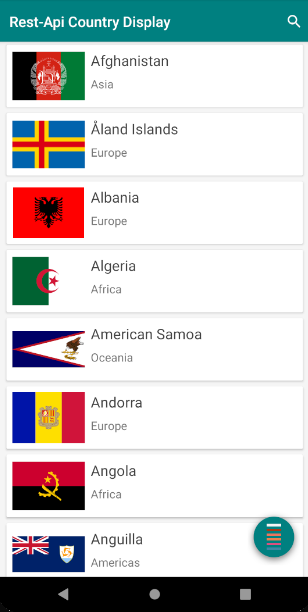 Rest-Api Country Display
Afghanistan
Asia
Åland Islands
Europe
Albania
Europe
Algeria
Africa
American Samoa
Oceania
Andorra
Europe
Angola
Africa
Anguilla
Americas